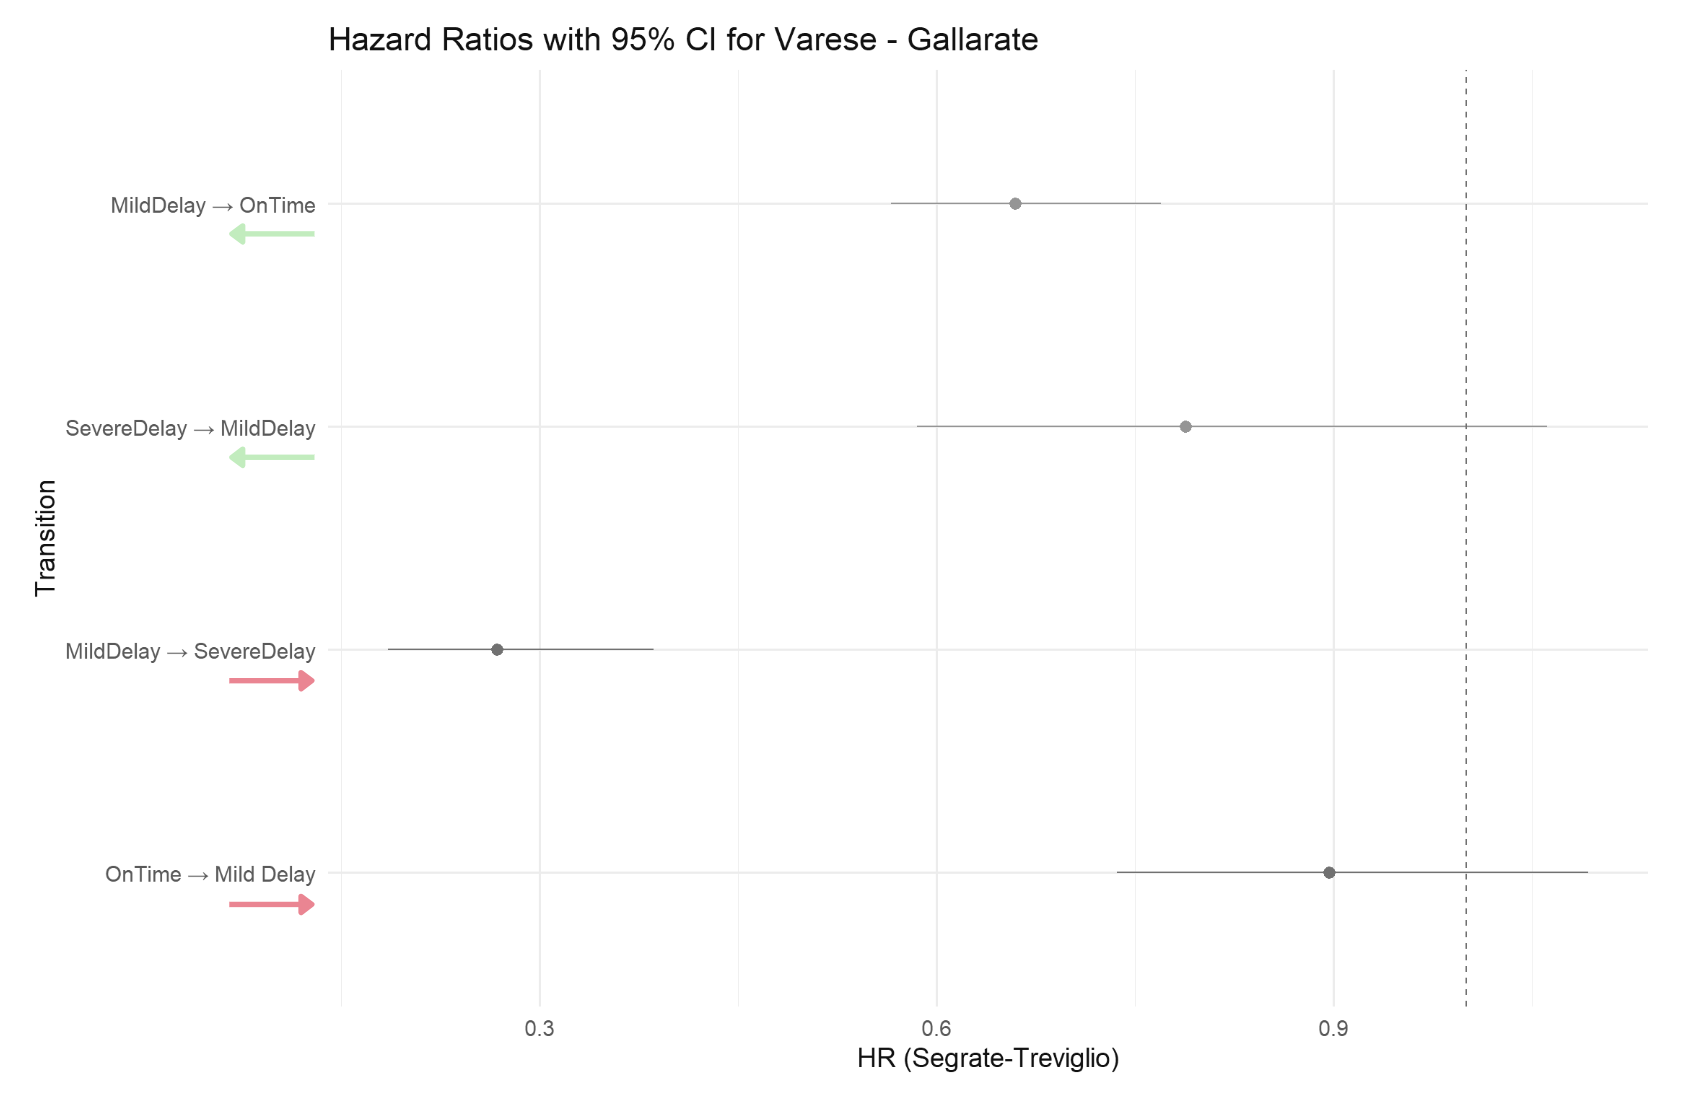 Hazard Ratios with 95% CI for Varese - Gallarate
MildDelay → OnTime
SevereDelay → MildDelay
Transition
MildDelay → SevereDelay
OnTime → Mild Delay
0.3
0.6
0.9
HR (Segrate-Treviglio)